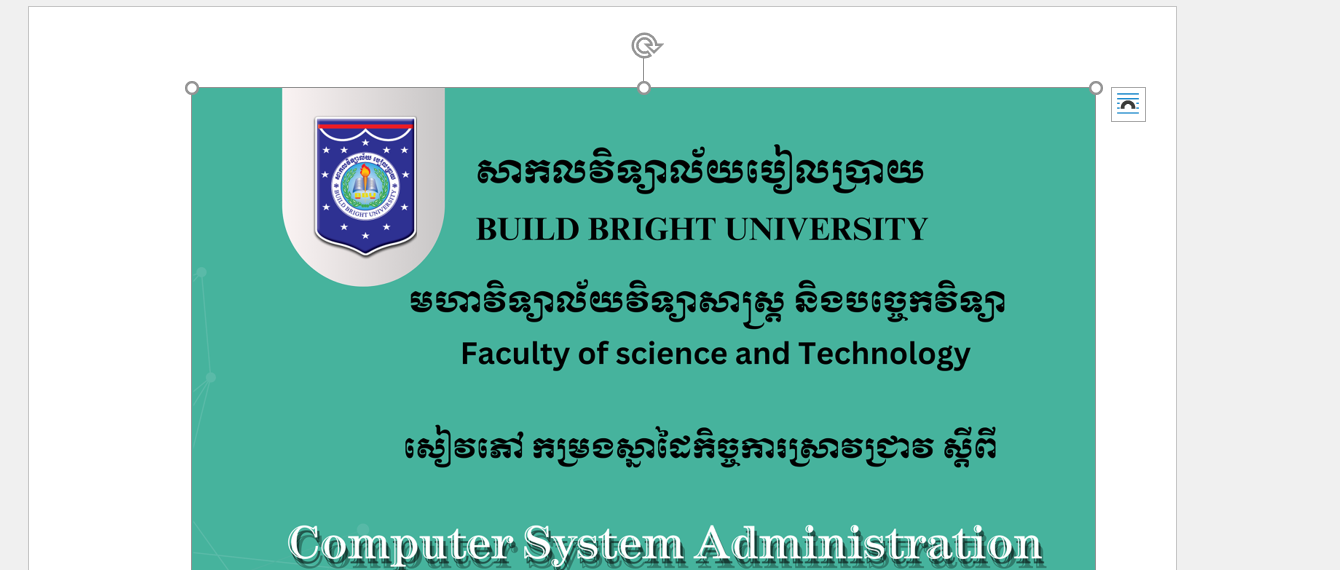 សាកលវិទ្យាល័យបៀលប្រាយ
BUILD BRIGHT UNIVERSITY
មហាវិទ្យាល័យវិទ្យាសាស្ត្រ និងបច្ចេកវិទ្យា
Faculty of science and Technology
សៀវភៅ កម្រងស្នាដៃកិច្ចការស្រាវជ្រាវ ស្តីពី
Computer System Administration